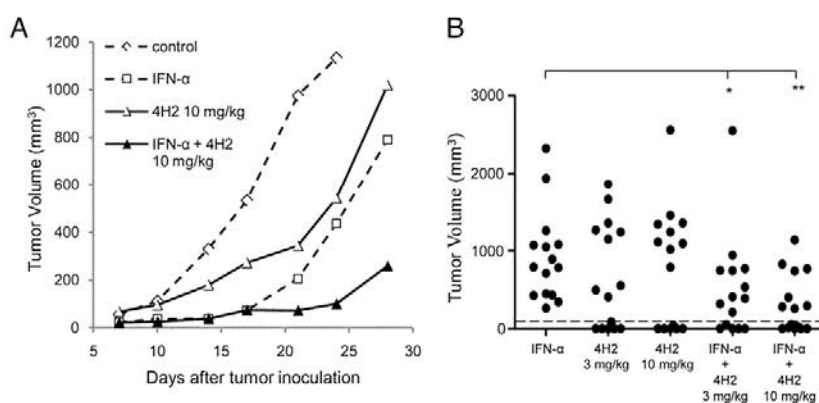 A
Tumor Volume (mm³)
1200
1000
800
600
400
200
0
control
IFN-α
4H2 10 mg/kg
IFN-α + 4H2
10 mg/kg
5
10
15
20
25
30
Days after tumor inoculation
B
Tumor Volume (mm³)
3000
2000
1000
0
*
**
IFN-α
4H2
3 mg/kg
4H2
10 mg/kg
IFN-α
+
4H2
3 mg/kg
IFN-α
+
4H2
10 mg/kg